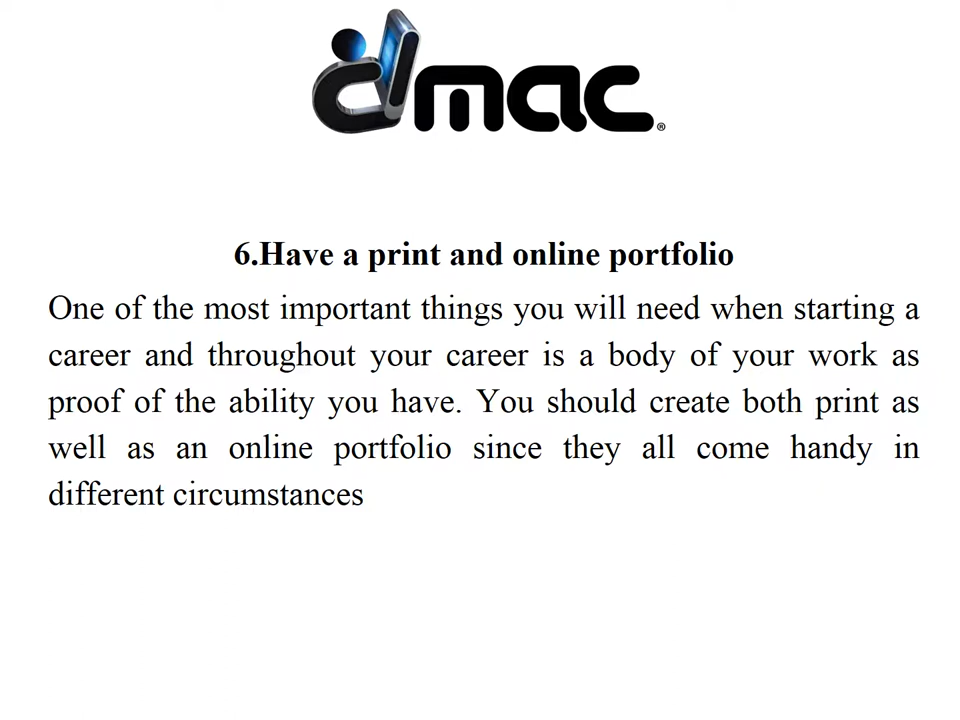 dmac®
6.Have a print and online portfolio
One of the most important things you will need when starting a
career and throughout your career is a body of your work as
proof of the ability you have. You should create both print as
well as an online portfolio since they all come handy in
different circumstances